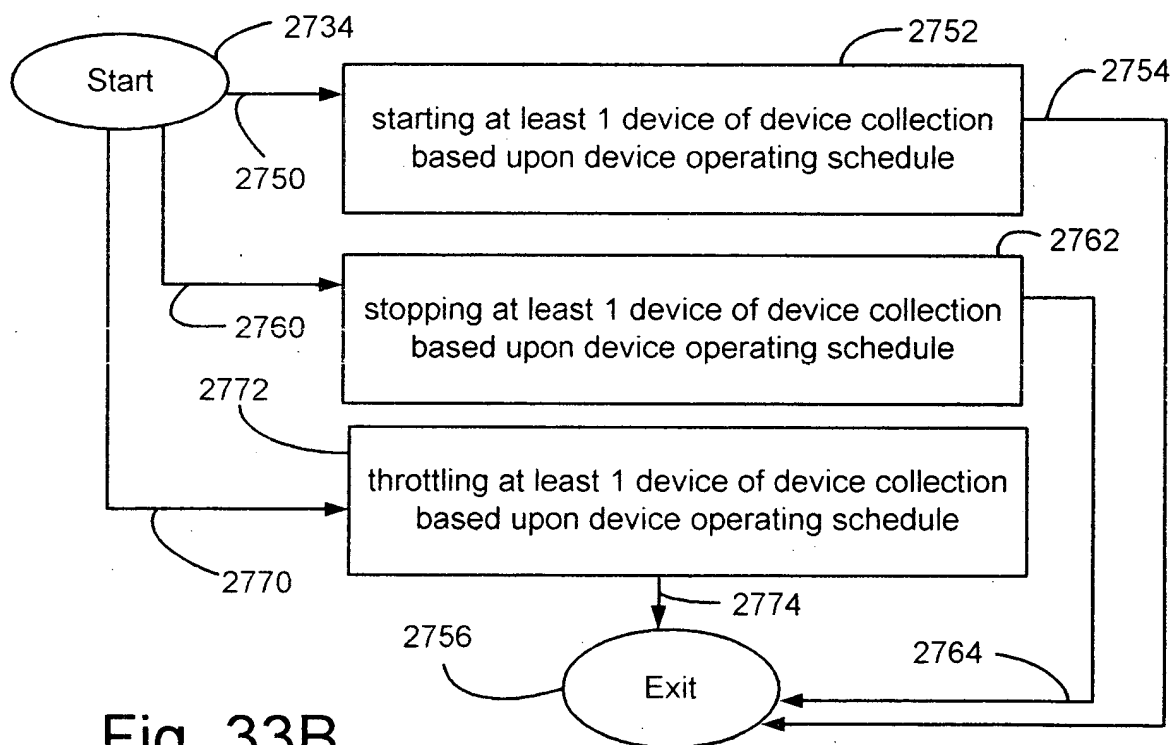 2734
Start
2752
2754
starting at least 1 device of device collection
based upon device operating schedule
2750
2762
stopping at least 1 device of device collection
based upon device operating schedule
2760
2772
throttling at least 1 device of device collection
based upon device operating schedule
2770
2774
2756
2764
Exit
Fig. 33B